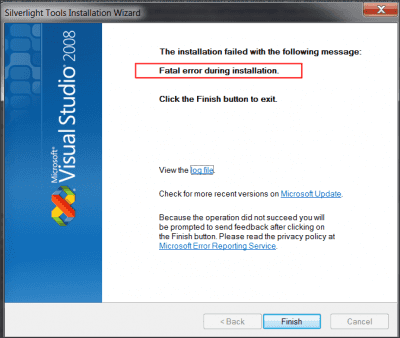 Silverlight Tools Installation Wizard
The installation failed with the following message:
Fatal error during installation.
Click the Finish button to exit.
Microsoft®
Visual Studio 2008
View the log file.
Check for more recent versions on Microsoft Update.
Because the operation did not succeed you will
be prompted to send feedback after clicking on
the Finish button. Please read the privacy policy at
Microsoft Error Reporting Service.
< Back
Finish
Cancel